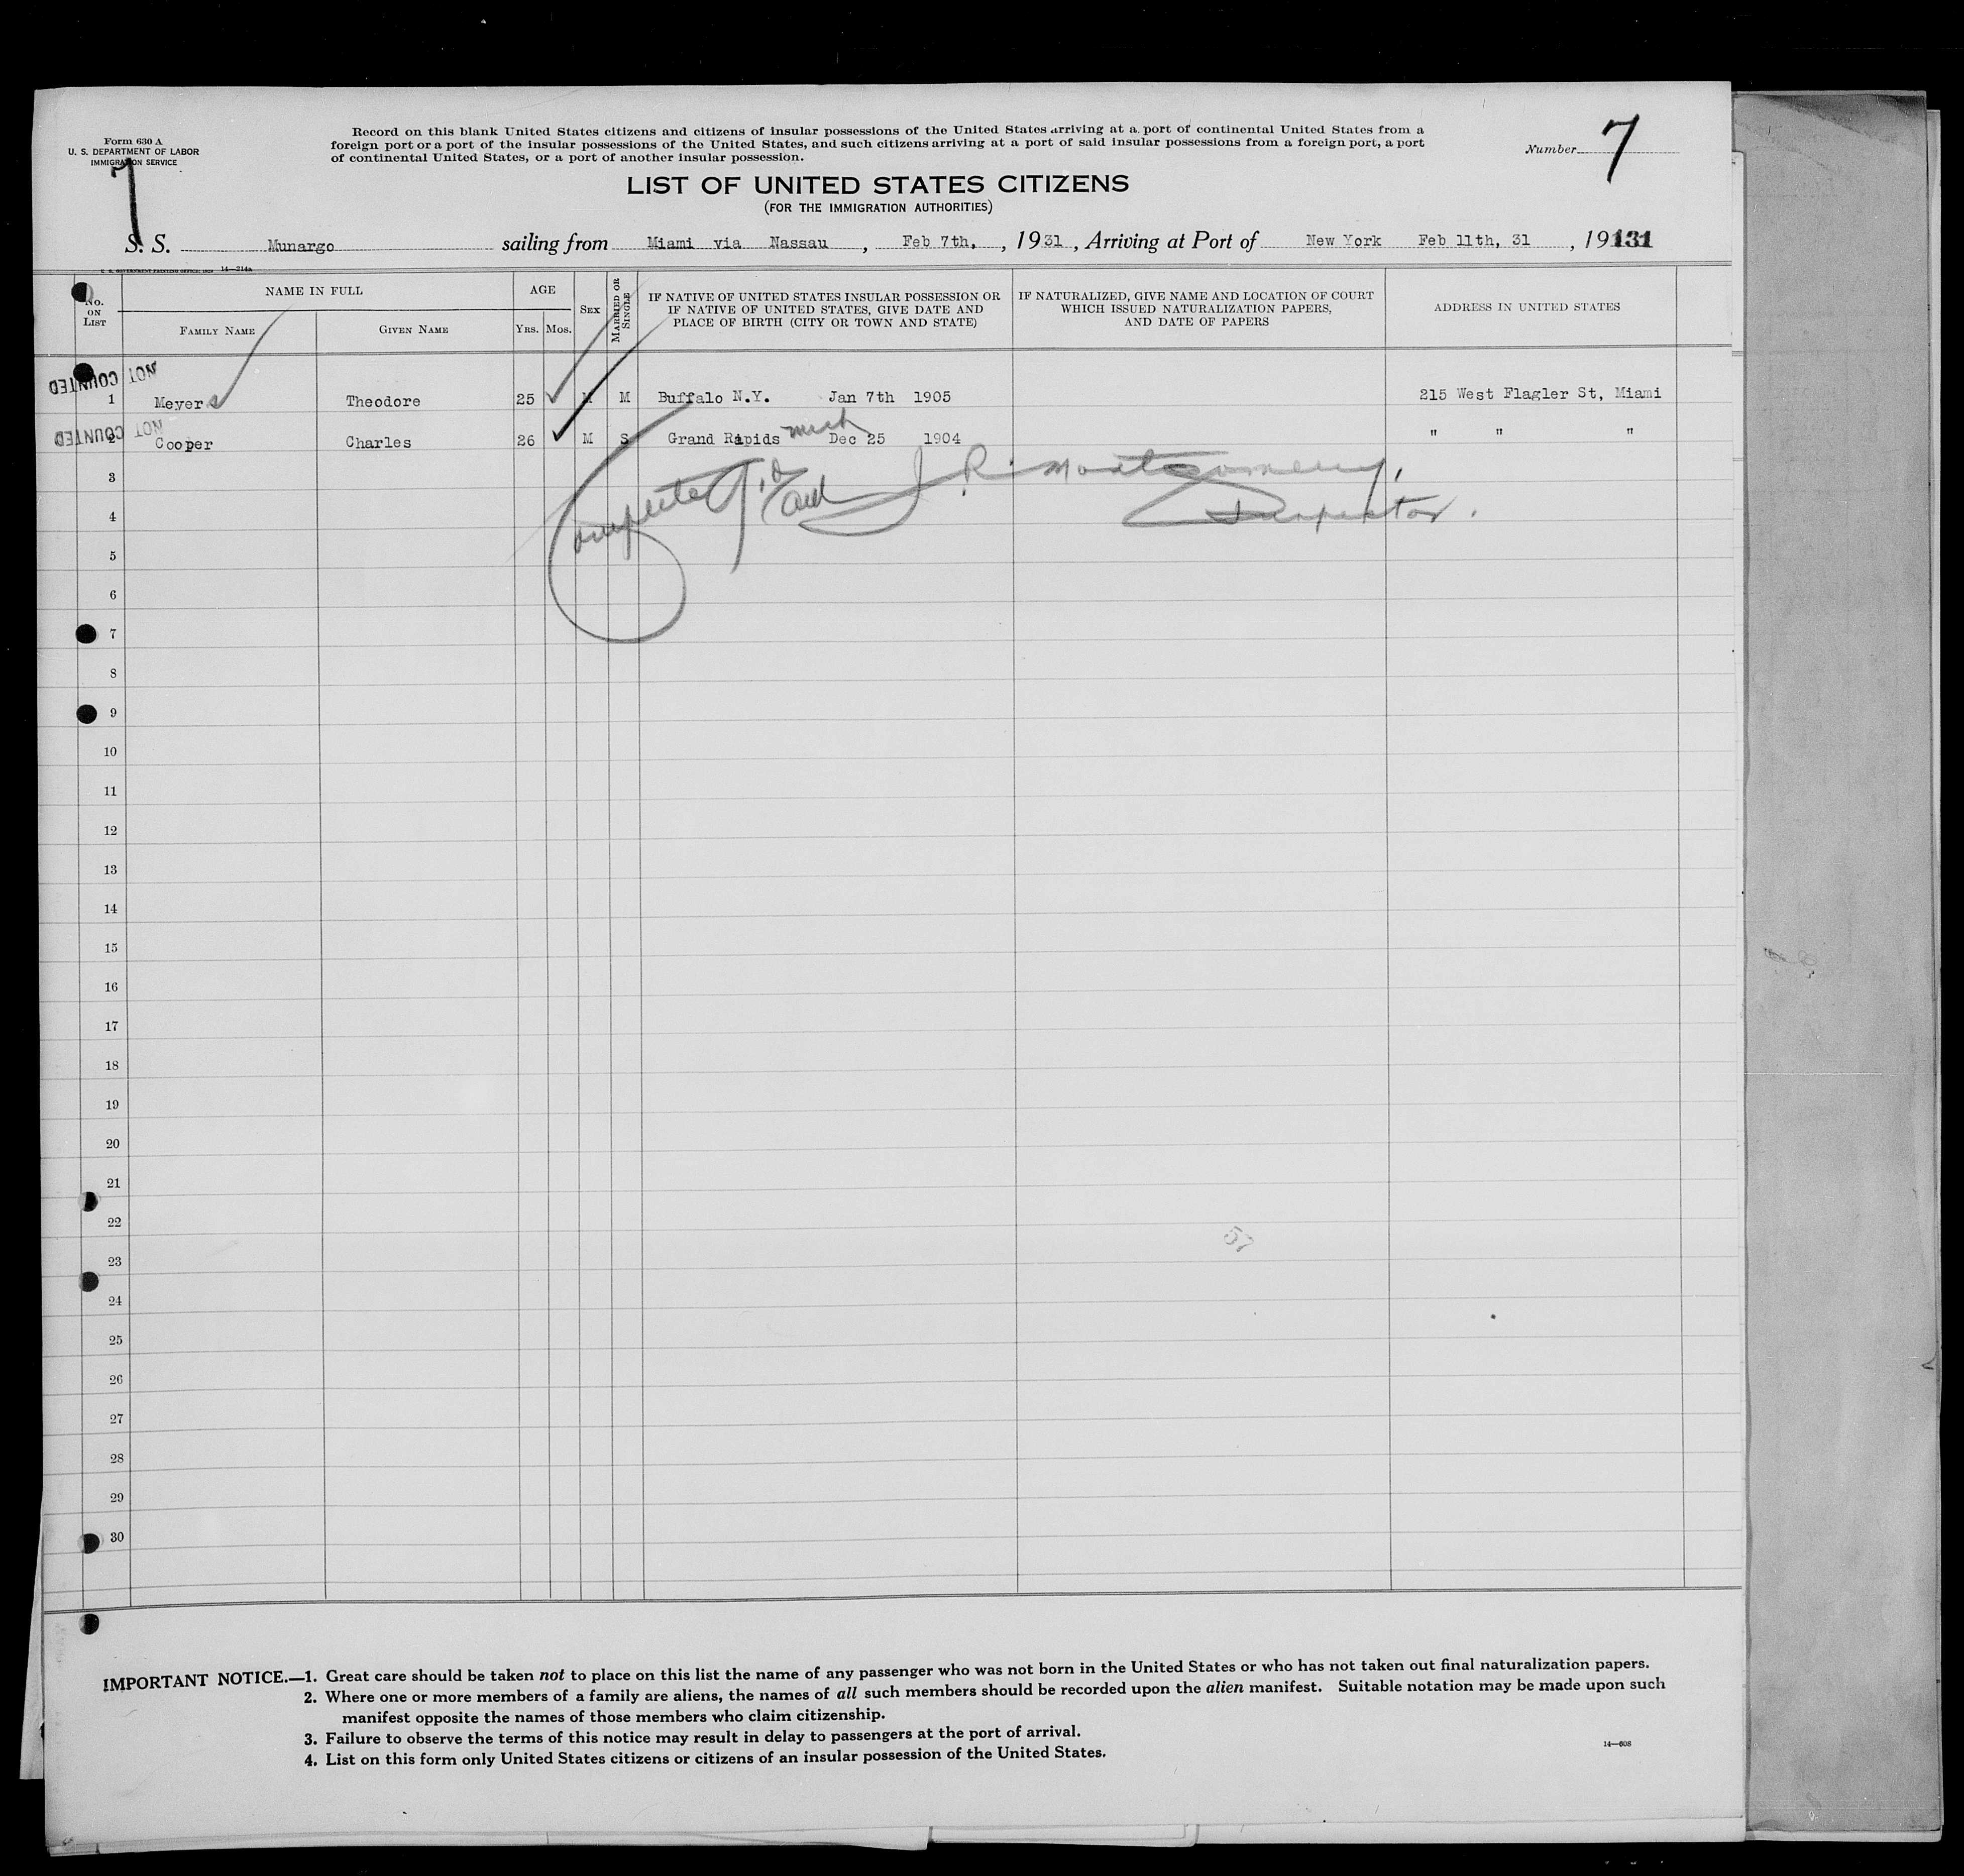 Form 630 A
U. S. DEPARTMENT OF LABOR
IMMIGRATION SERVICE
Record on this blank United States citizens and citizens of insular possessions of the United States arriving at a port of continental United States from a
foreign port or a port of the insular possessions of the United States, and such citizens arriving at a port of said insular possessions from a foreign port, a port
of continental United States, or a port of another insular possession.
Number 7
7
LIST OF UNITED STATES CITIZENS
(FOR THE IMMIGRATION AUTHORITIES)
S. S. Munargo sailing from Miami via Nassau, Feb 7th, , 1931, Arriving at Port of New York Feb 11th, 31, 19131
U. S. GOVERNMENT PRINTING OFFICE: 1929 14—214a
No. ON LIST
NAME IN FULL
FAMILY NAME
GIVEN NAME
AGE
YRS.
MOS.
SEX
MARRIED OR SINGLE
IF NATIVE OF UNITED STATES INSULAR POSSESSION OR
IF NATIVE OF UNITED STATES, GIVE DATE AND
PLACE OF BIRTH (CITY OR TOWN AND STATE)
IF NATURALIZED, GIVE NAME AND LOCATION OF COURT
WHICH ISSUED NATURALIZATION PAPERS,
AND DATE OF PAPERS
ADDRESS IN UNITED STATES
NOT COUNTED
1 Meyers Theodore 25 M M Buffalo N.Y. Jan 7th 1905 215 West Flagler St, Miami
NOT COUNTED
2 Cooper Charles 26 M S Grand Rapids Mich Dec 25 1904 " " "
3
J. R. Montgomery,
4
Inspector.
5
6
7
8
9
10
11
12
13
14
15
16
17
18
19
20
21
22
57
23
24
25
26
27
28
29
30
IMPORTANT NOTICE.—1. Great care should be taken not to place on this list the name of any passenger who was not born in the United States or who has not taken out final naturalization papers.
2. Where one or more members of a family are aliens, the names of all such members should be recorded upon the alien manifest. Suitable notation may be made upon such
manifest opposite the names of those members who claim citizenship.
3. Failure to observe the terms of this notice may result in delay to passengers at the port of arrival.
4. List on this form only United States citizens or citizens of an insular possession of the United States.
14—608